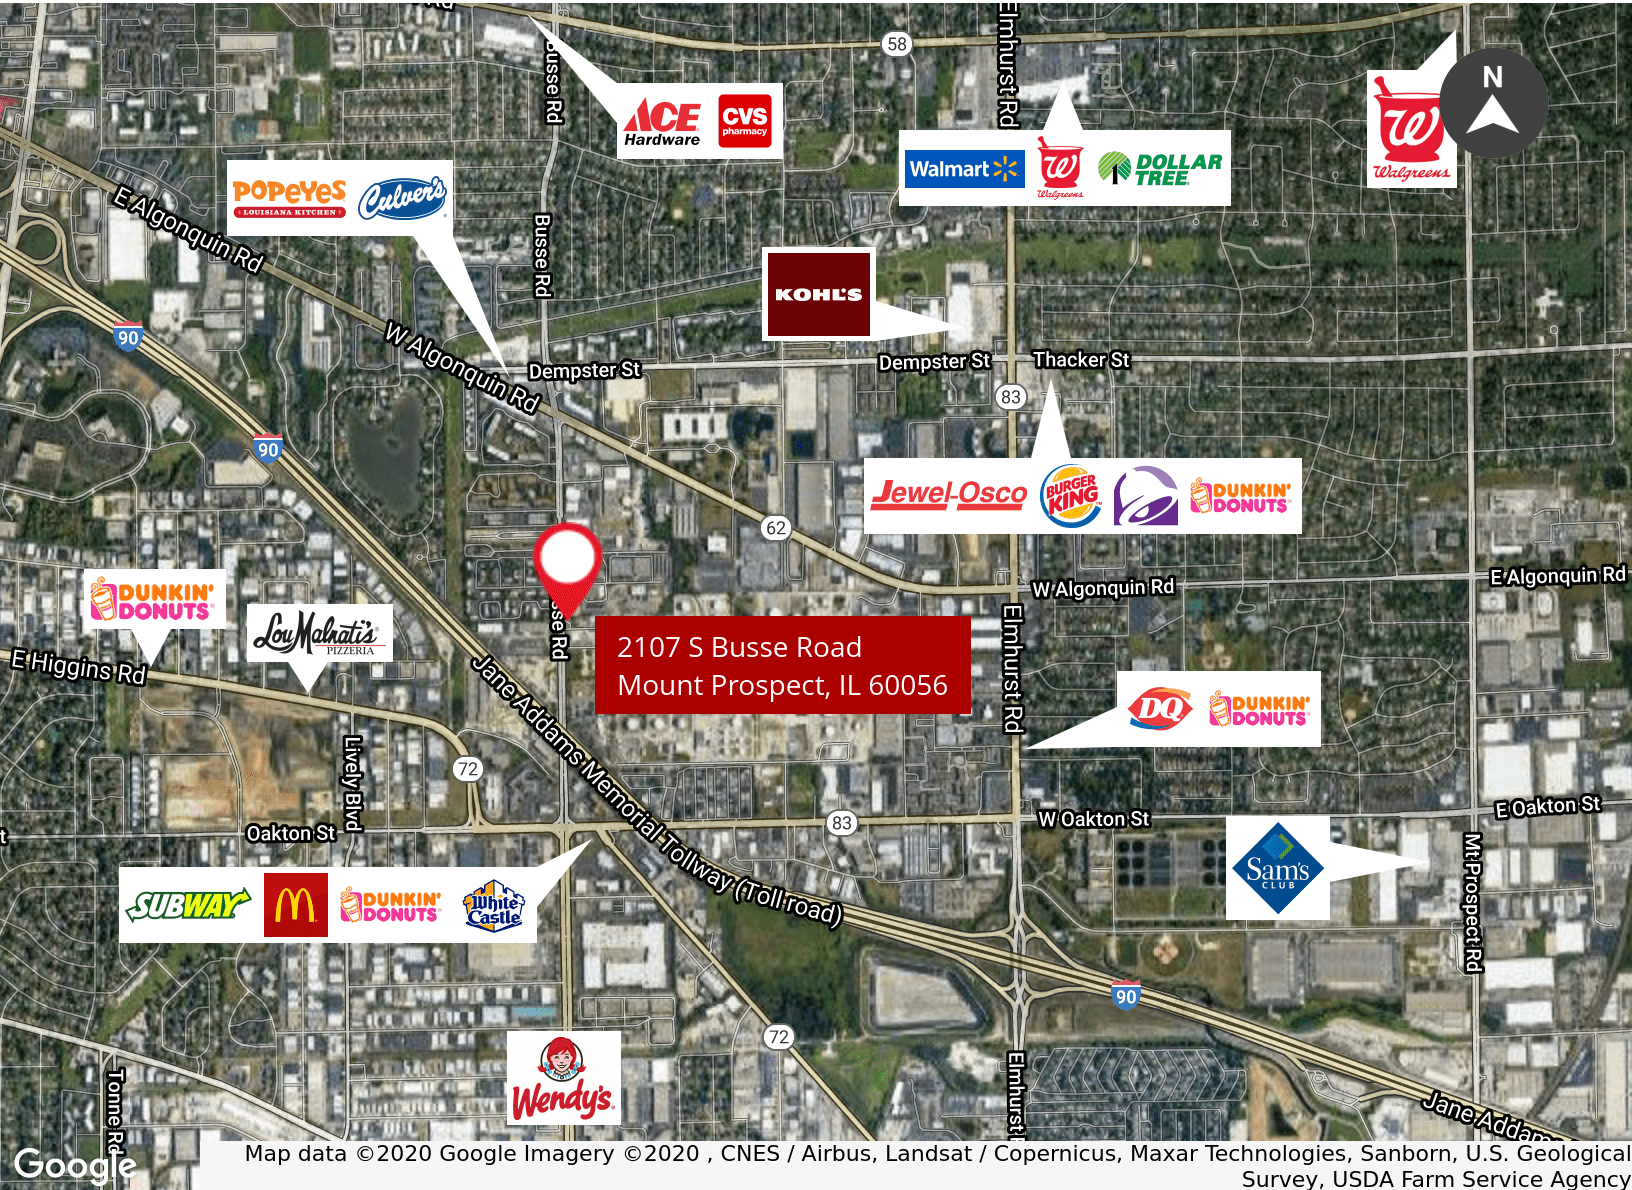 Rd
58
Elmhurst Rd
Busse Rd
N
ACE
Hardware
CVS
pharmacy
Walmart
Walgreens
DOLLAR
TREE
Walgreens
POPEYES
LOUISIANA KITCHEN
Culver's
E Algonquin Rd
Busse Rd
KOHL'S
90
W Algonquin Rd
Dempster St
Dempster St
Thacker St
83
90
Jewel-Osco
BURGER
KING
DUNKIN'
DONUTS
62
W Algonquin Rd
E Algonquin Rd
DUNKIN'
DONUTS
Lou Malnati's
PIZZERIA
sse Rd
2107 S Busse Road
Mount Prospect, IL 60056
E Higgins Rd
Elmhurst Rd
DQ
DUNKIN'
DONUTS
Jane Addams Memorial Tollway (Toll road)
Lively Blvd
72
Oakton St
83
W Oakton St
E Oakton St
t
Sam's
CLUB
Mt Prospect Rd
SUBWAY
M
DUNKIN'
DONUTS
White
Castle
90
72
Wendy's
Elmhurst
Tonne Rd
Jane Addams
Google
Map data ©2020 Google Imagery ©2020 , CNES / Airbus, Landsat / Copernicus, Maxar Technologies, Sanborn, U.S. Geological
Survey, USDA Farm Service Agency